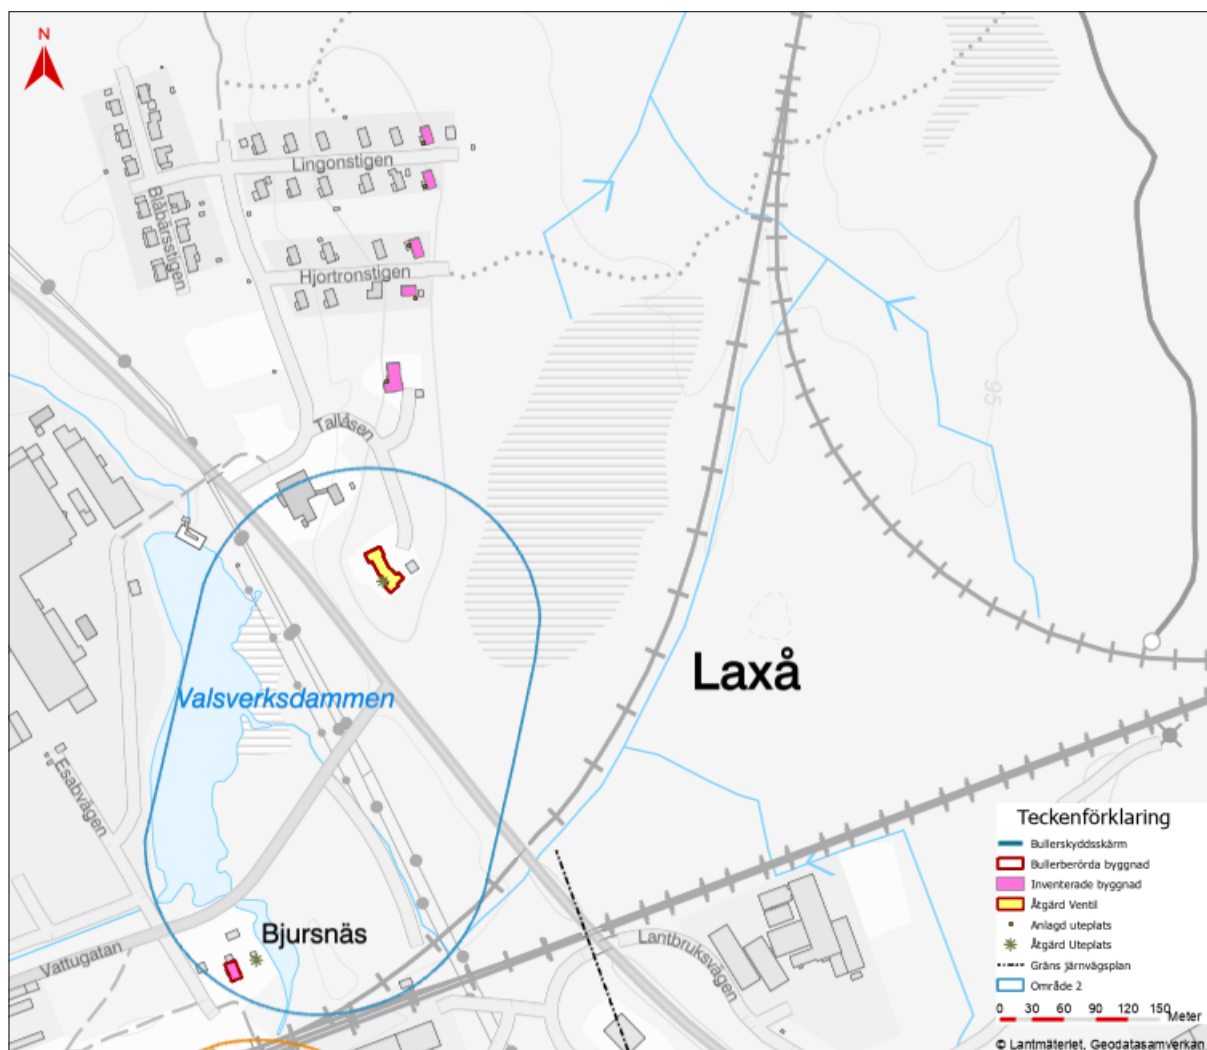 N
Lingonstigen
Blåbärsstigen
Hjortronstigen
Tallåsen
95
Laxå
Valsverksdammen
Esabvägen
Bjursnäs
Vattugatan
Lantbruksvägen
Teckenförklaring
Bullerskyddsskärm
Bullerberörda byggnad
Inventerade byggnad
Åtgärd Ventil
Anlagd uteplats
Åtgärd Uteplats
Gräns järnvägsplan
Område 2
0 30 60 90 120 150
Meter
© Lantmäteriet, Geodatasamverkan